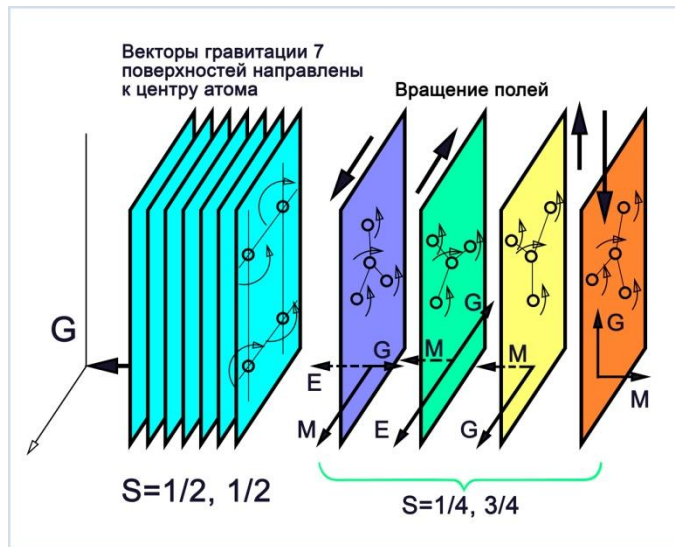 Векторы гравитации 7
поверхностей направлены
к центру атома
Вращение полей
G
G
E
M
M
G
E
M
G
G
M
S=1/2, 1/2
S=1/4, 3/4